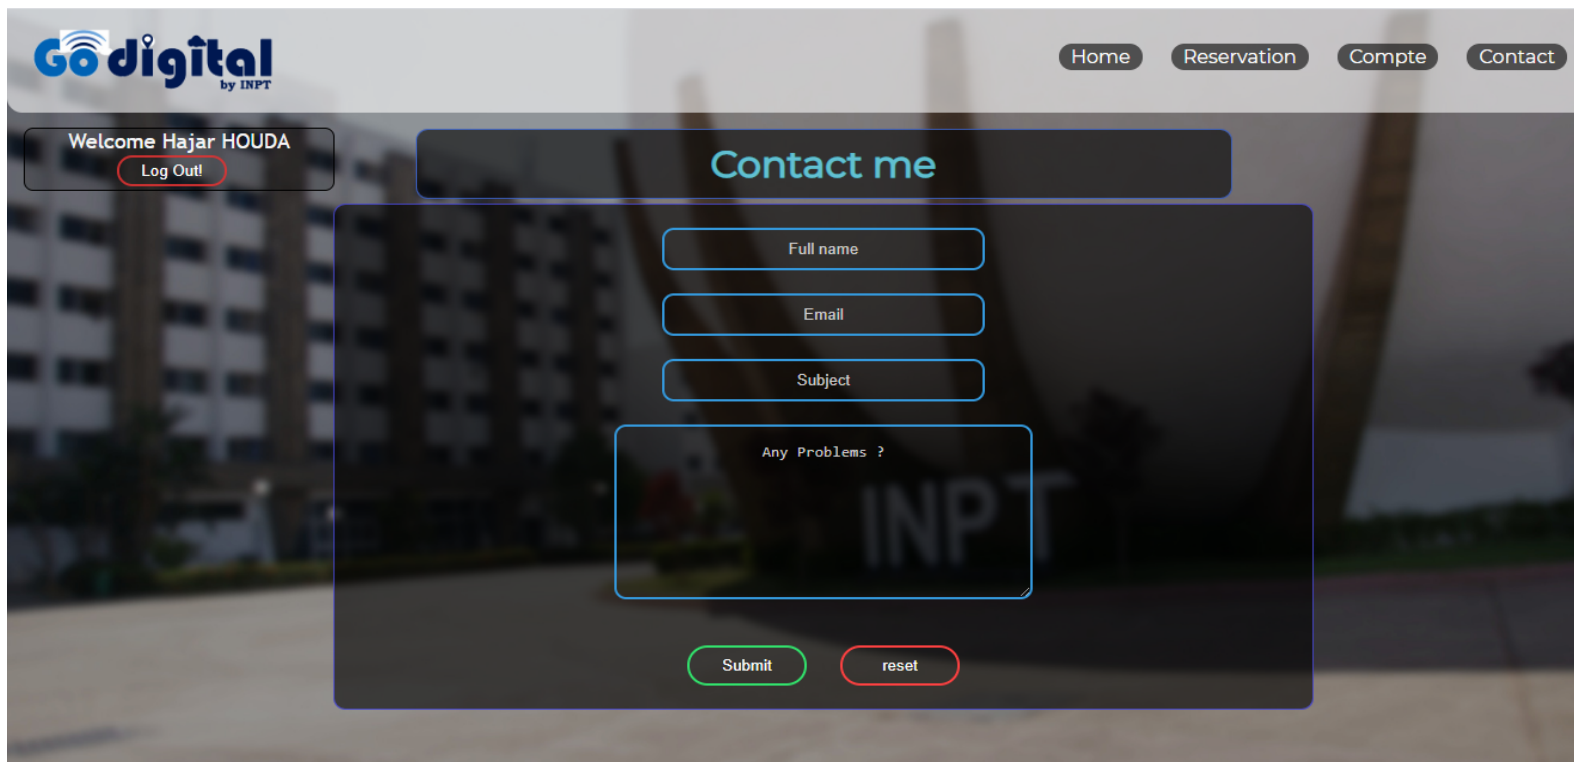 Go digital
by INPT
Home Reservation Compte Contact
Welcome Hajar HOUDA
Log Out!
Contact me
Full name
Email
Subject
Any Problems ?
INPT
Submit reset